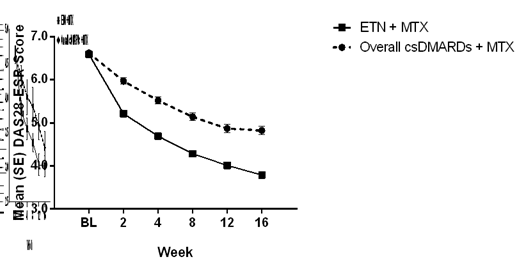 ETN + MTX
Overall csDMARDs + MTX
Mean (SE) DAS28-ESR Score
7.0
6.0
5.0
4.0
3.0
BL 2 4 8 12 16
Week